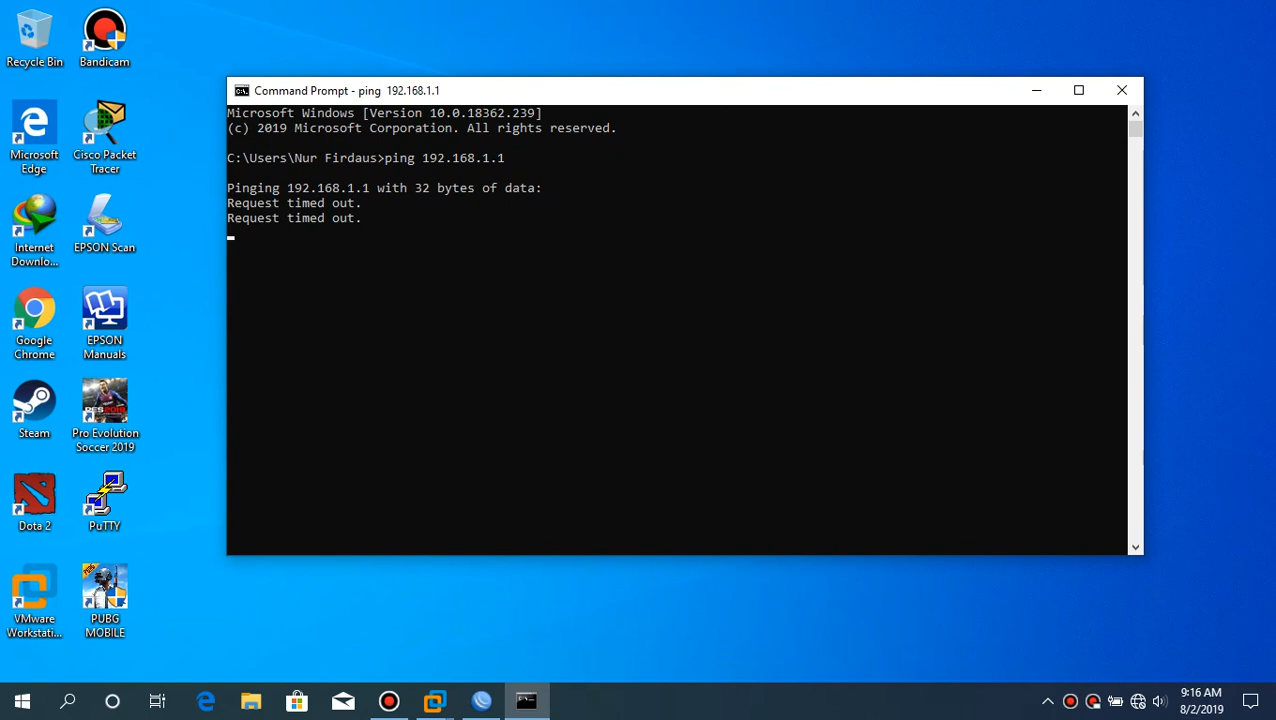 Recycle Bin
Bandicam
Microsoft
Edge
Cisco Packet
Tracer
Internet
Downlo...
EPSON Scan
Google
Chrome
EPSON
Manuals
Steam
PES2019
Pro Evolution
Soccer 2019
Dota 2
PuTTY
VMware
Workstati...
PUBG
PUBG
MOBILE
C:\.
Command Prompt - ping  192.168.1.1
Microsoft Windows [Version 10.0.18362.239]
(c) 2019 Microsoft Corporation. All rights reserved.
C:\Users\Nur Firdaus>ping 192.168.1.1
Pinging 192.168.1.1 with 32 bytes of data:
Request timed out.
Request timed out.
9:16 AM
8/2/2019